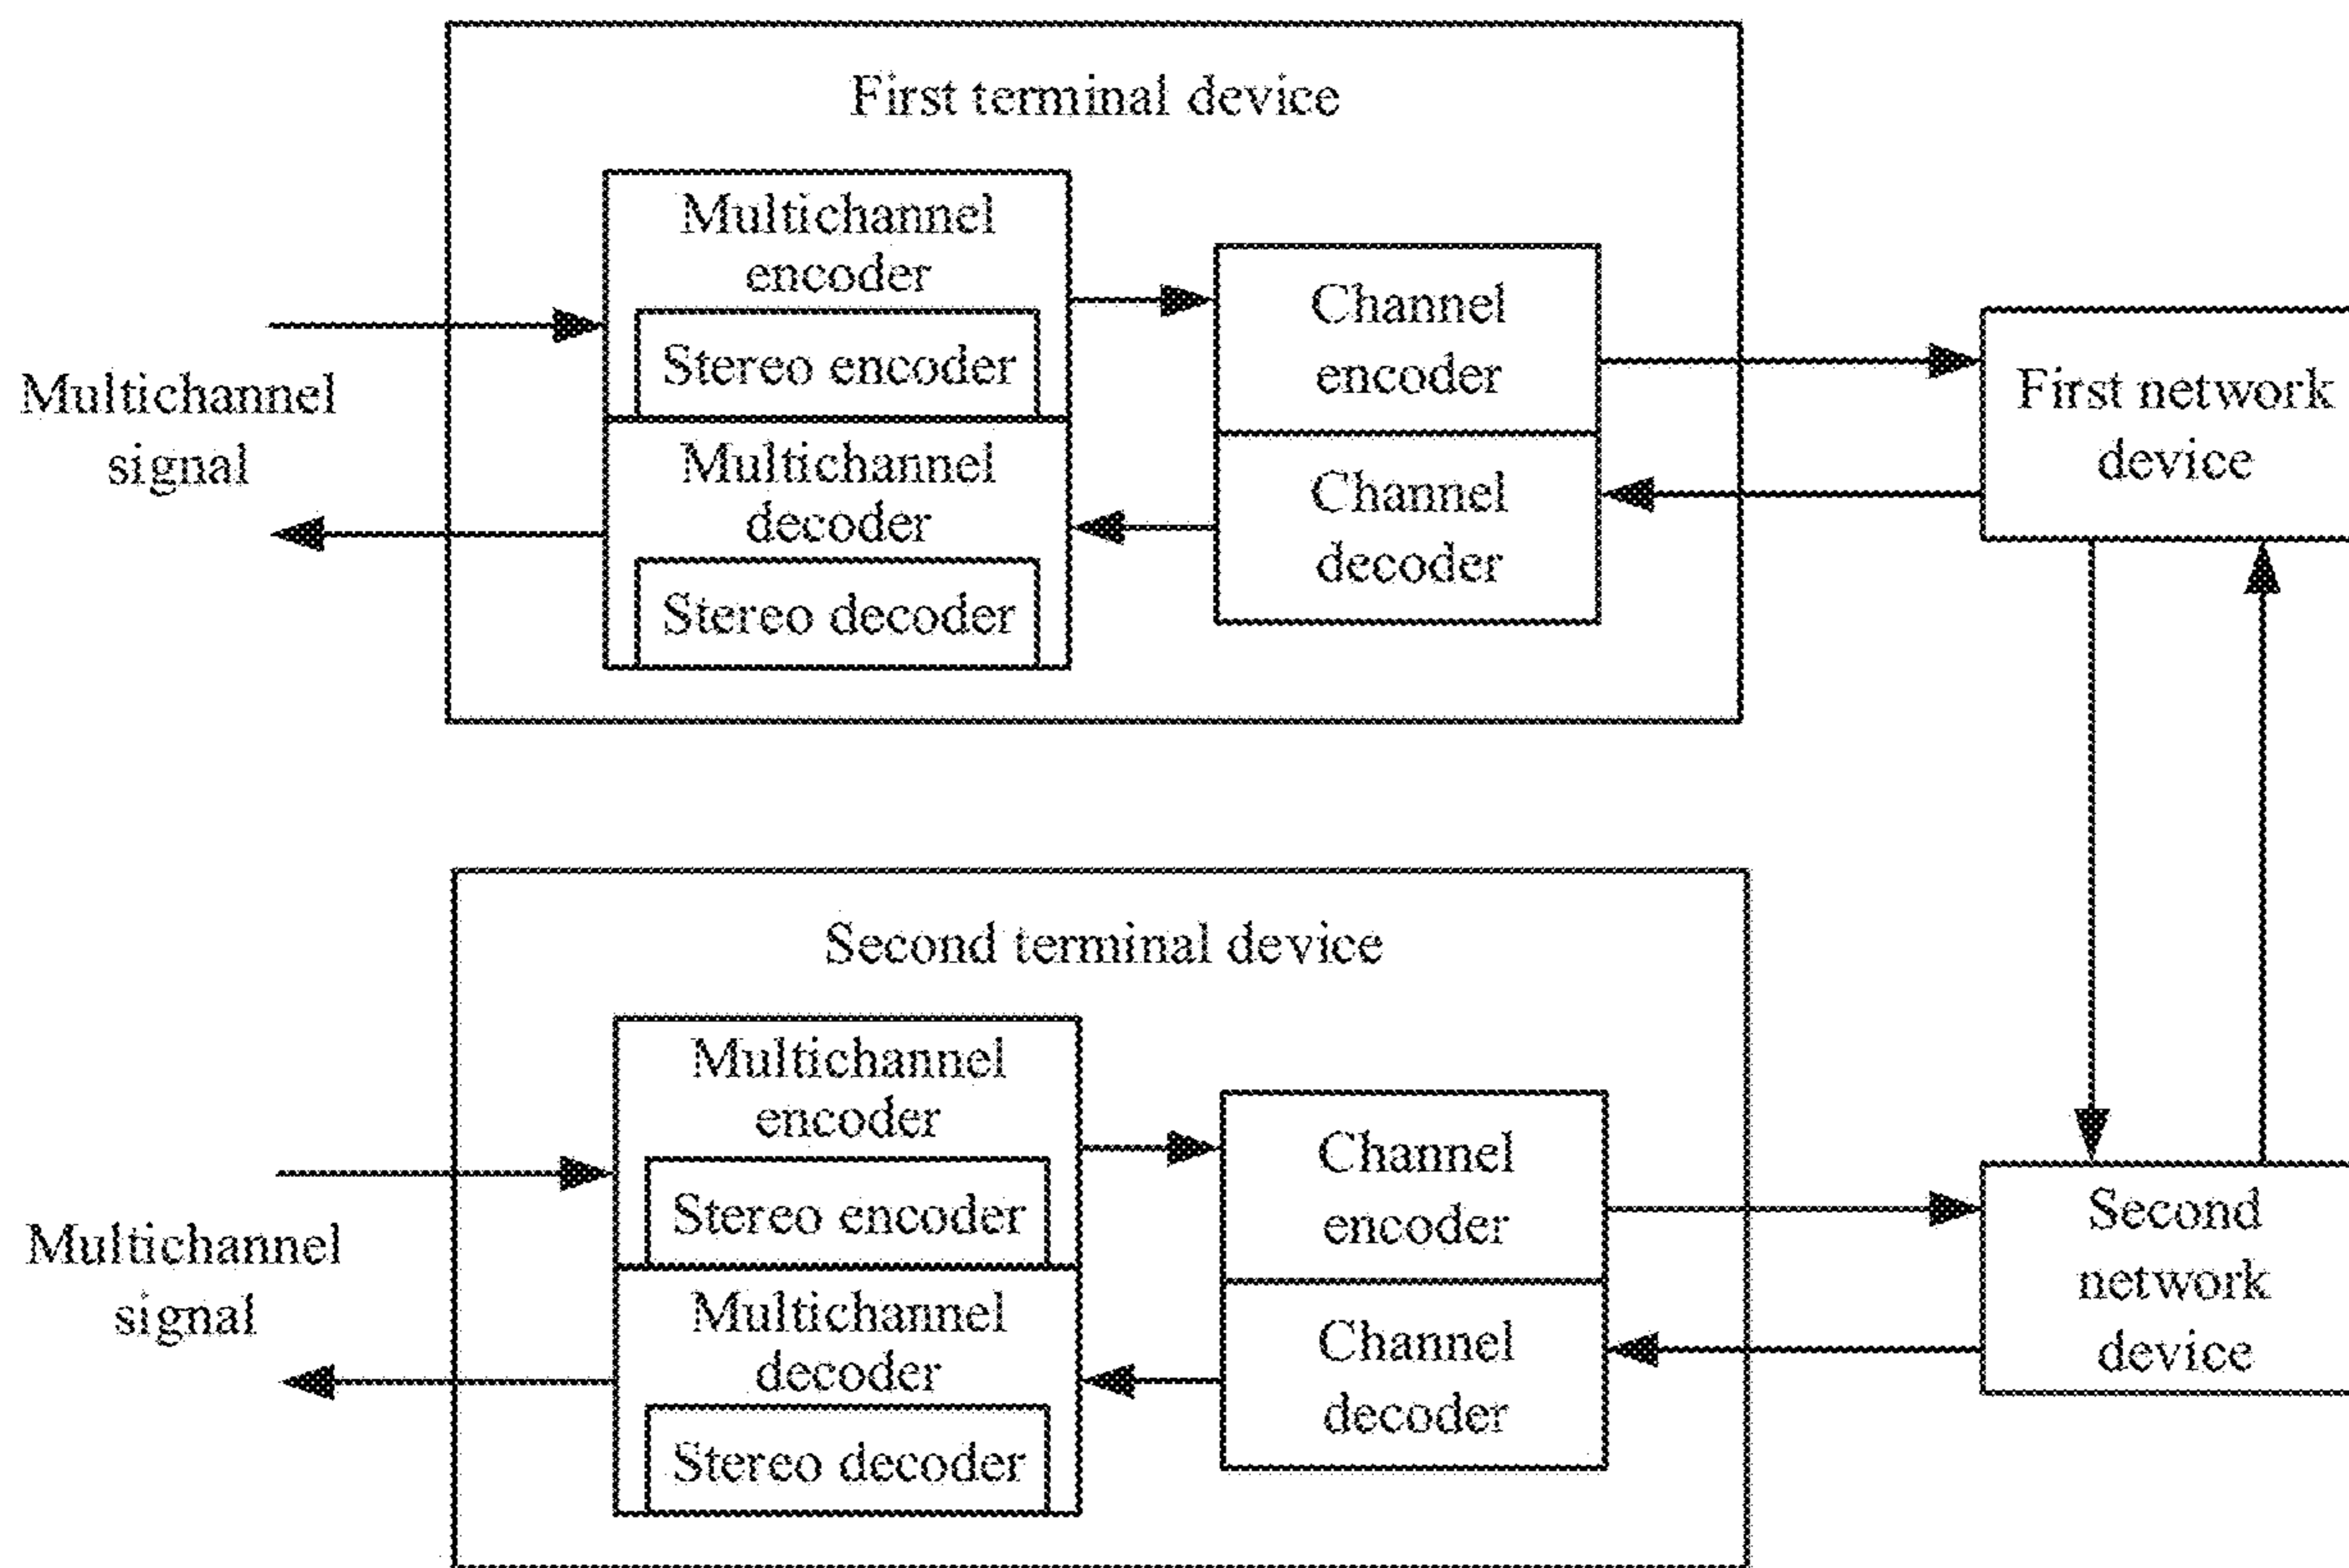 First terminal device
Multichannel
encoder
Stereo encoder
Multichannel
decoder
Stereo decoder
Channel
encoder
Channel
decoder
Multichannel
signal
First network
device
Second terminal device
Multichannel
encoder
Stereo encoder
Multichannel
decoder
Stereo decoder
Channel
encoder
Channel
decoder
Multichannel
signal
Second
network
device